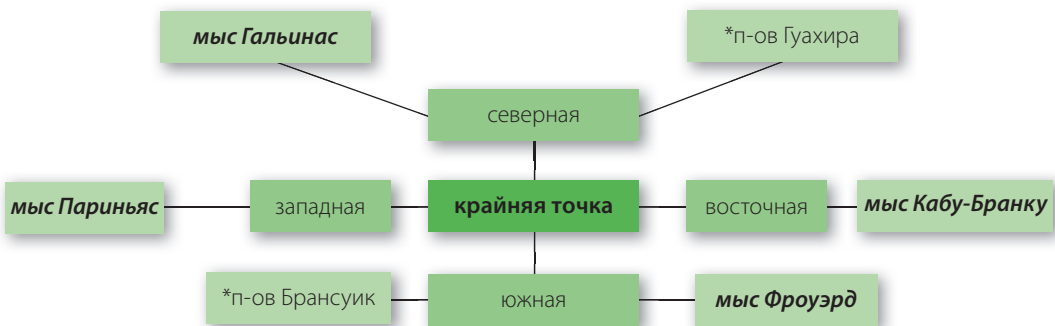 мыс Гальинас
*п-ов Гуахира
северная
мыс Париньяс
западная
крайняя точка
восточная
мыс Кабу-Бранку
*п-ов Брансуик
южная
мыс Фроуэрд